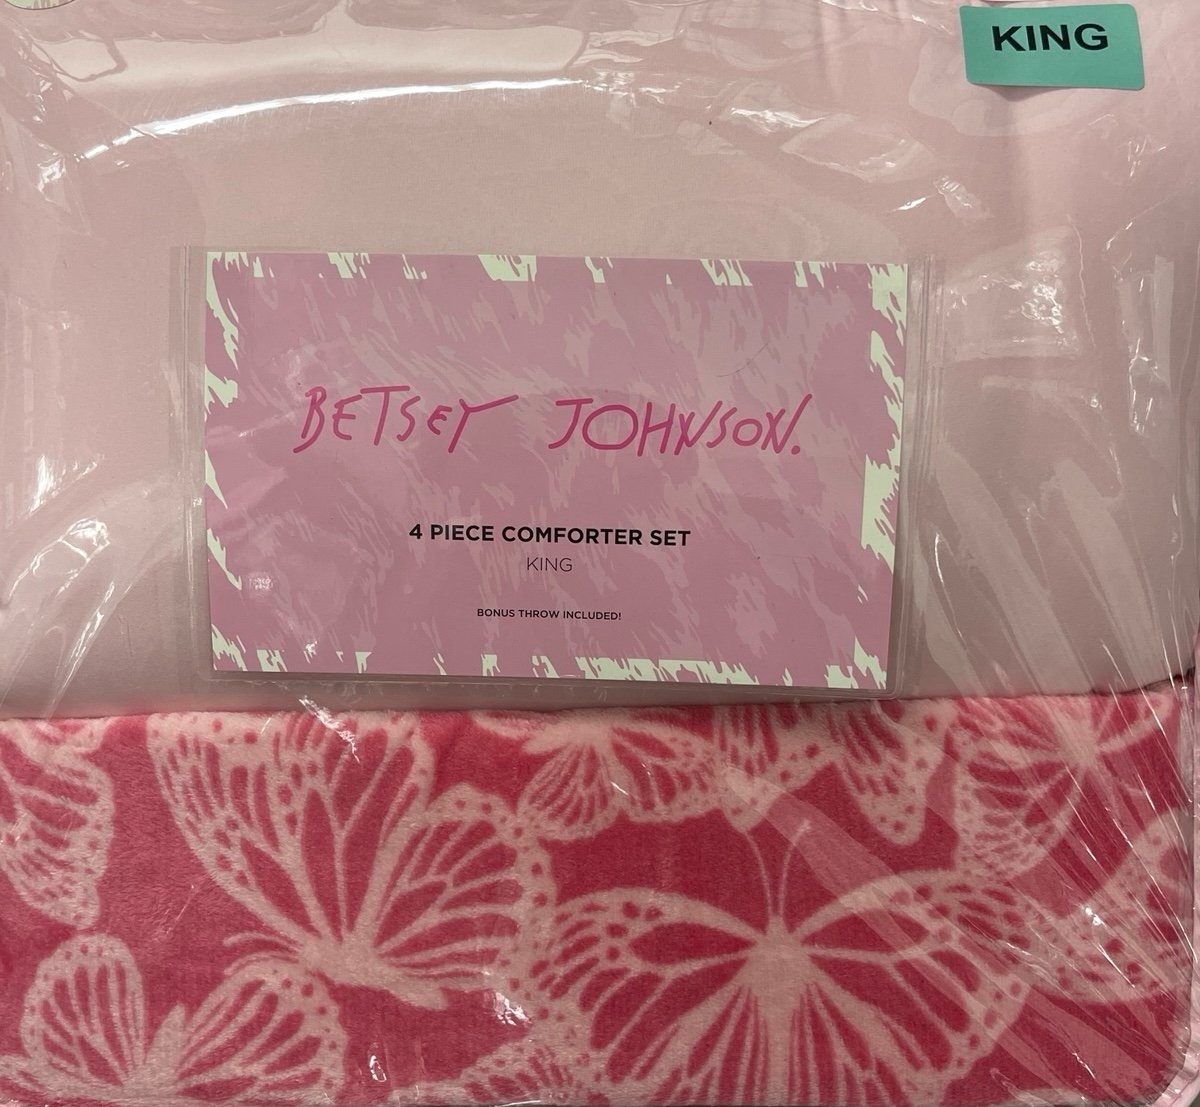 KING
BETSEY JOHNSON.
4 PIECE COMFORTER SET
KING
BONUS THROW INCLUDED!